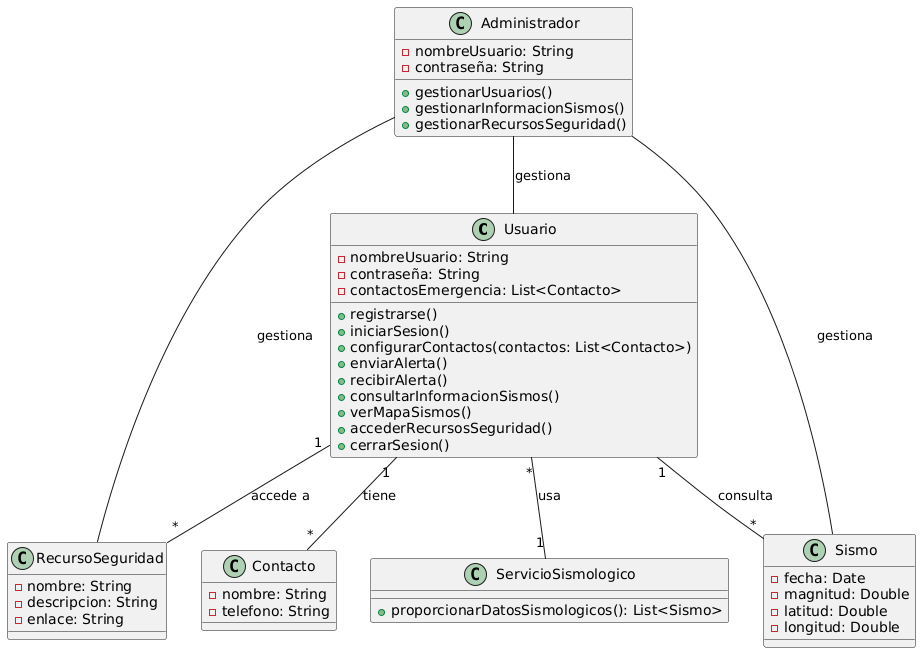 C Administrador
nombreUsuario: String
contraseña: String
gestionarUsuarios()
gestionarInformacionSismos()
gestionarRecursosSeguridad()
gestiona
C Usuario
nombreUsuario: String
contraseña: String
contactosEmergencia: List<Contacto>
registrarse()
iniciarSesion()
configurarContactos(contactos: List<Contacto>)
enviarAlerta()
recibirAlerta()
consultarInformacionSismos()
verMapaSismos()
accederRecursosSeguridad()
cerrarSesion()
gestiona
gestiona
1
accede a
*
1
tiene
*
*
usa
1
1
consulta
*
C RecursoSeguridad
nombre: String
descripcion: String
enlace: String
C Contacto
nombre: String
telefono: String
C ServicioSismologico
proporcionarDatosSismologicos(): List<Sismo>
C Sismo
fecha: Date
magnitud: Double
latitud: Double
longitud: Double